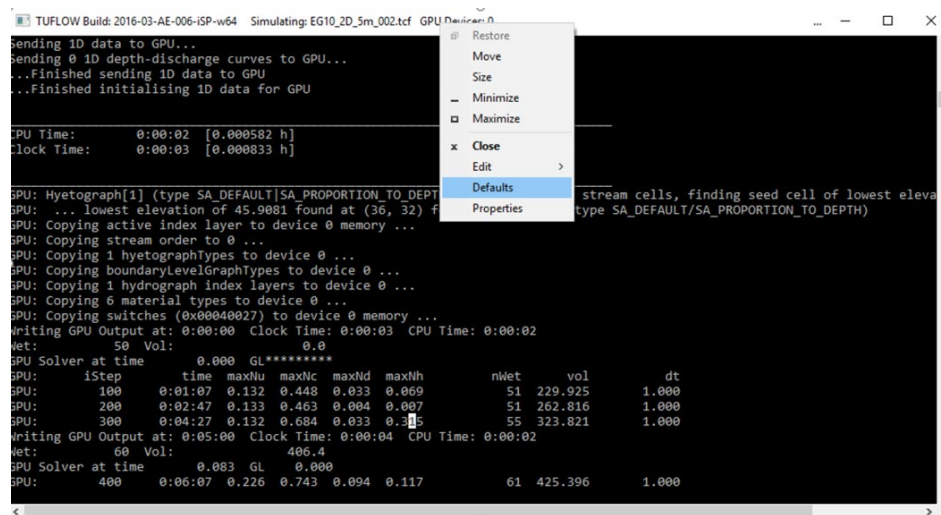 TUFLOW Build: 2016-03-AE-006-iSP-w64 Simulating: EG10_2D_5m_002.tcf GPU Devices: 0
Restore
Move
Size
Minimize
Maximize
Close
Edit
Defaults
Properties
Sending 1D data to GPU...
Sending 0 1D depth-discharge curves to GPU...
...Finished sending 1D data to GPU
...Finished initialising 1D data for GPU
CPU Time: 0:00:02 [0.000582 h]
Clock Time: 0:00:03 [0.000833 h]
GPU: Hyetograph[1] (type SA_DEFAULT|SA_PROPORTION_TO_DEPT stream cells, finding seed cell of lowest eleva
GPU: ... lowest elevation of 45.9081 found at (36, 32) f type SA_DEFAULT/SA_PROPORTION_TO_DEPTH)
GPU: Copying active index layer to device 0 memory ...
GPU: Copying stream order to 0 ...
GPU: Copying 1 hyetographTypes to device 0 ...
GPU: Copying boundaryLevelGraphTypes to device 0 ...
GPU: Copying 1 hydrograph index layers to device 0 ...
GPU: Copying 6 material types to device 0 ...
GPU: Copying switches (0x00040027) to device 0 memory ...
Writing GPU Output at: 0:00:00 Clock Time: 0:00:03 CPU Time: 0:00:02
Wet: 50 Vol: 0.0
GPU Solver at time 0.000 GL*********
GPU: iStep time maxNu maxNc maxNd maxNh nWet vol dt
GPU: 100 0:01:07 0.132 0.448 0.033 0.069 51 229.925 1.000
GPU: 200 0:02:47 0.133 0.463 0.004 0.007 51 262.816 1.000
GPU: 300 0:04:27 0.132 0.684 0.033 0.315 55 323.821 1.000
Writing GPU Output at: 0:05:00 Clock Time: 0:00:04 CPU Time: 0:00:02
Wet: 60 Vol: 406.4
GPU Solver at time 0.083 GL 0.000
GPU: 400 0:06:07 0.226 0.743 0.094 0.117 61 425.396 1.000